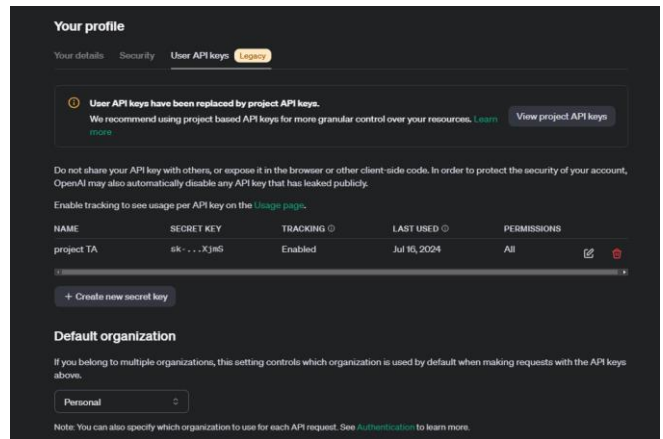 Your profile
Your details Security User API keys Legacy
User API keys have been replaced by project API keys.
We recommend using project based API keys for more granular control over your resources. Learn
more
View project API keys
Do not share your API key with others, or expose it in the browser or other client-side code. In order to protect the security of your account,
OpenAI may also automatically disable any API key that has leaked publicly.
Enable tracking to see usage per API key on the Usage page.
NAME SECRET KEY TRACKING LAST USED PERMISSIONS
project TA sk-...XjmG Enabled Jul 16, 2024 All
+ Create new secret key
Default organization
If you belong to multiple organizations, this setting controls which organization is used by default when making requests with the API keys
above.
Personal
Note: You can also specify which organization to use for each API request. See Authentication to learn more.